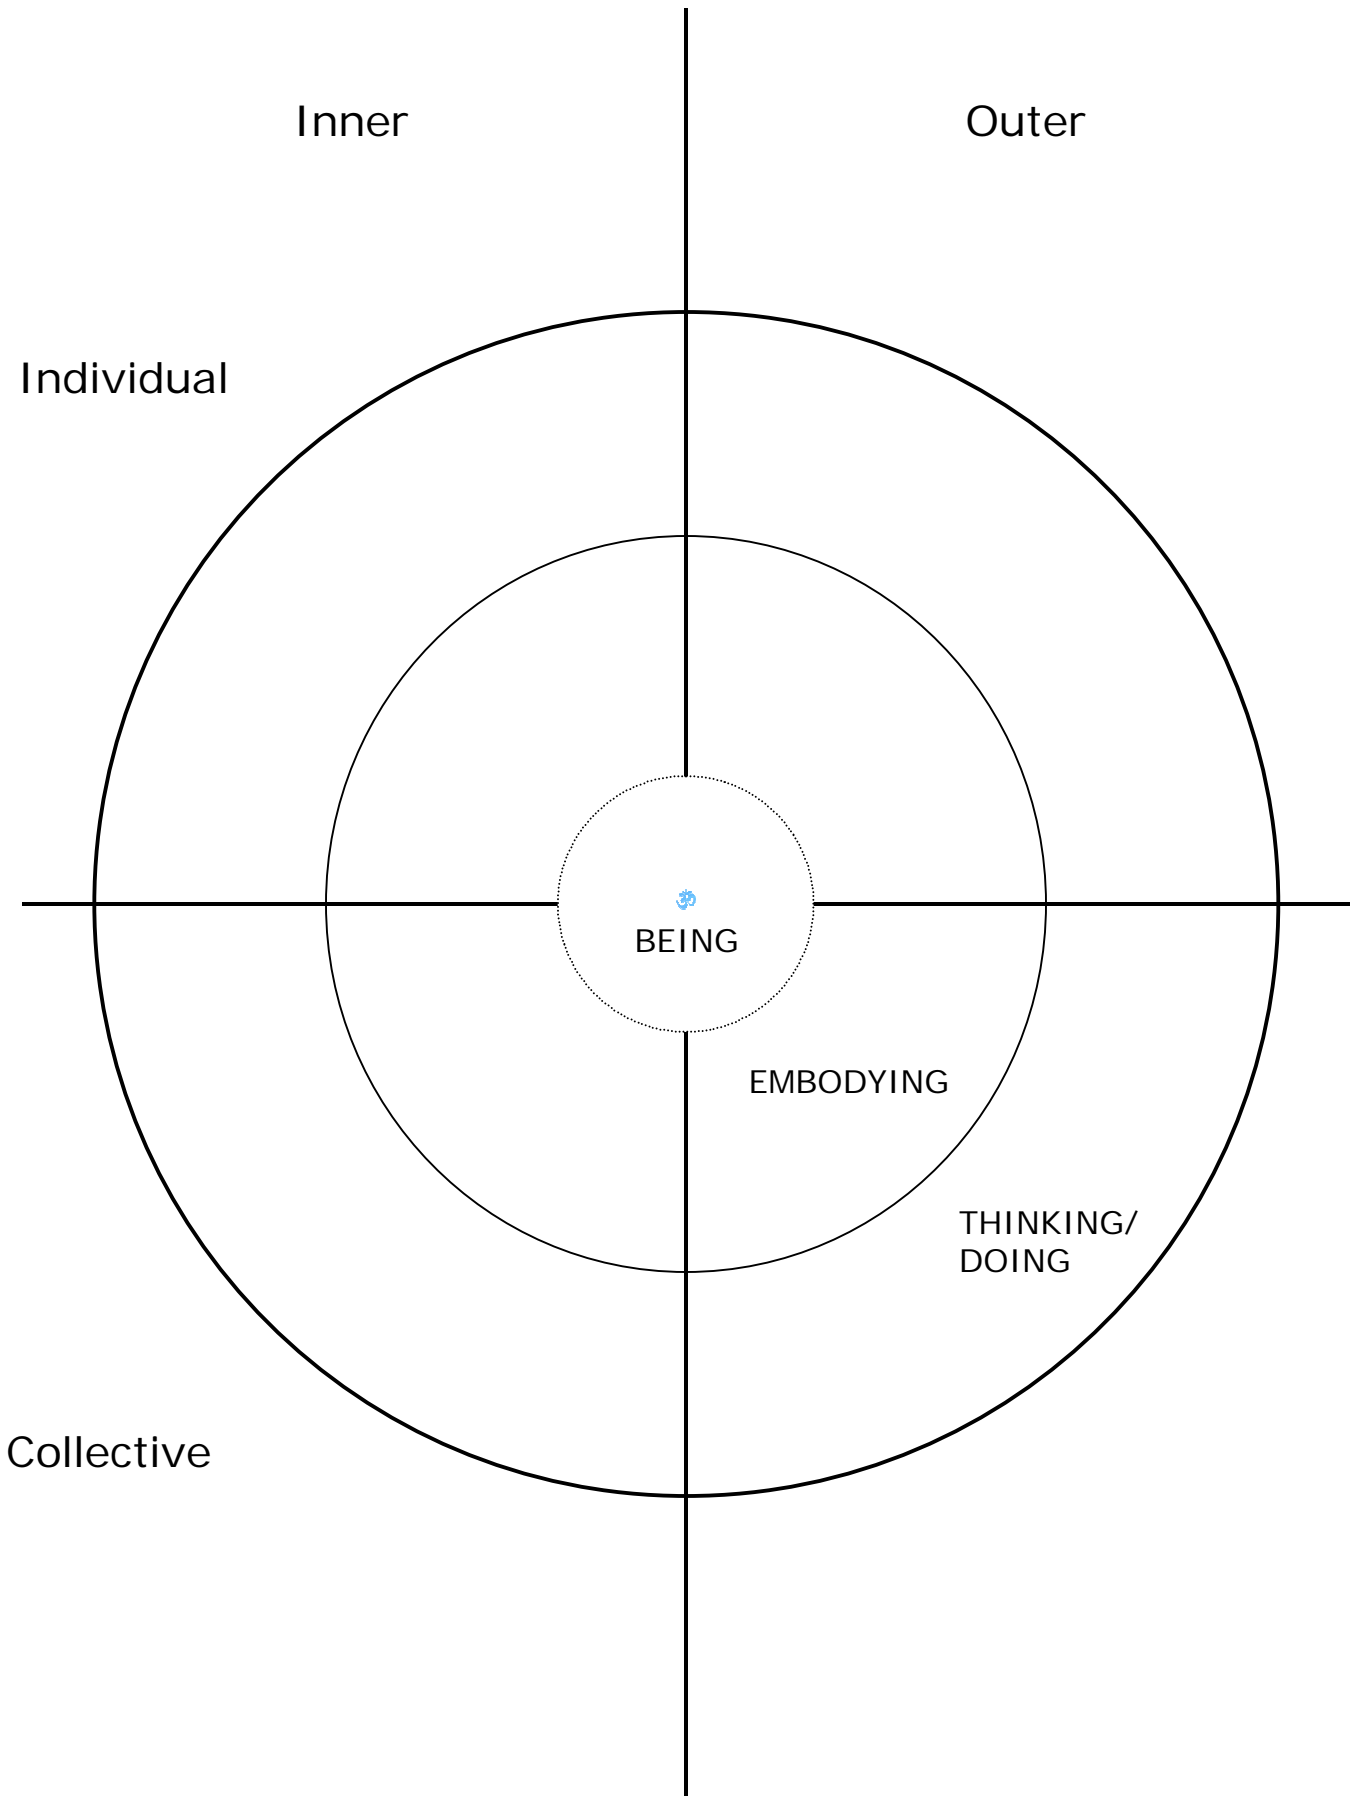 Inner
Outer
Individual
ॐ
BEING
EMBODYING
THINKING/
DOING
Collective